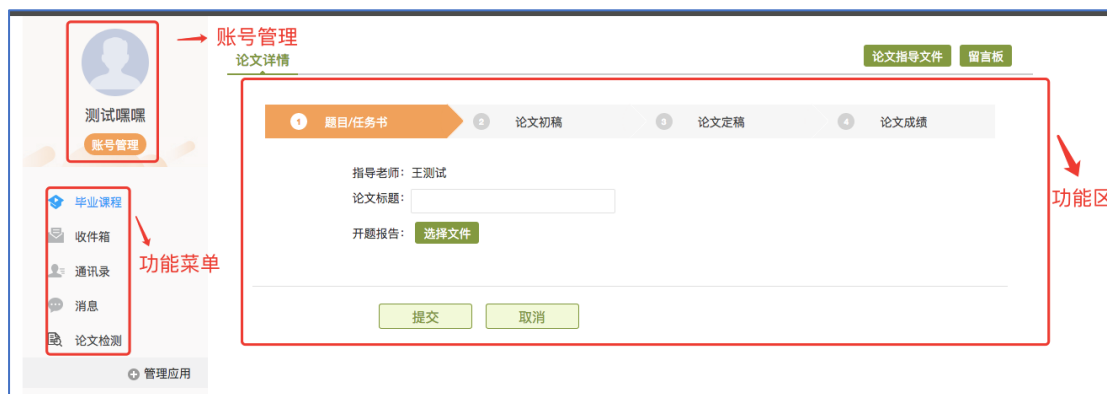 账号管理
论文详情
论文指导文件 留言板
测试嘿嘿
账号管理
1 题目/任务书 2 论文初稿 3 论文定稿 4 论文成绩
指导老师：王测试
论文标题：
开题报告： 选择文件
提交 取消
功能区
毕业课程
收件箱
通讯录
消息
论文检测
功能菜单
管理应用